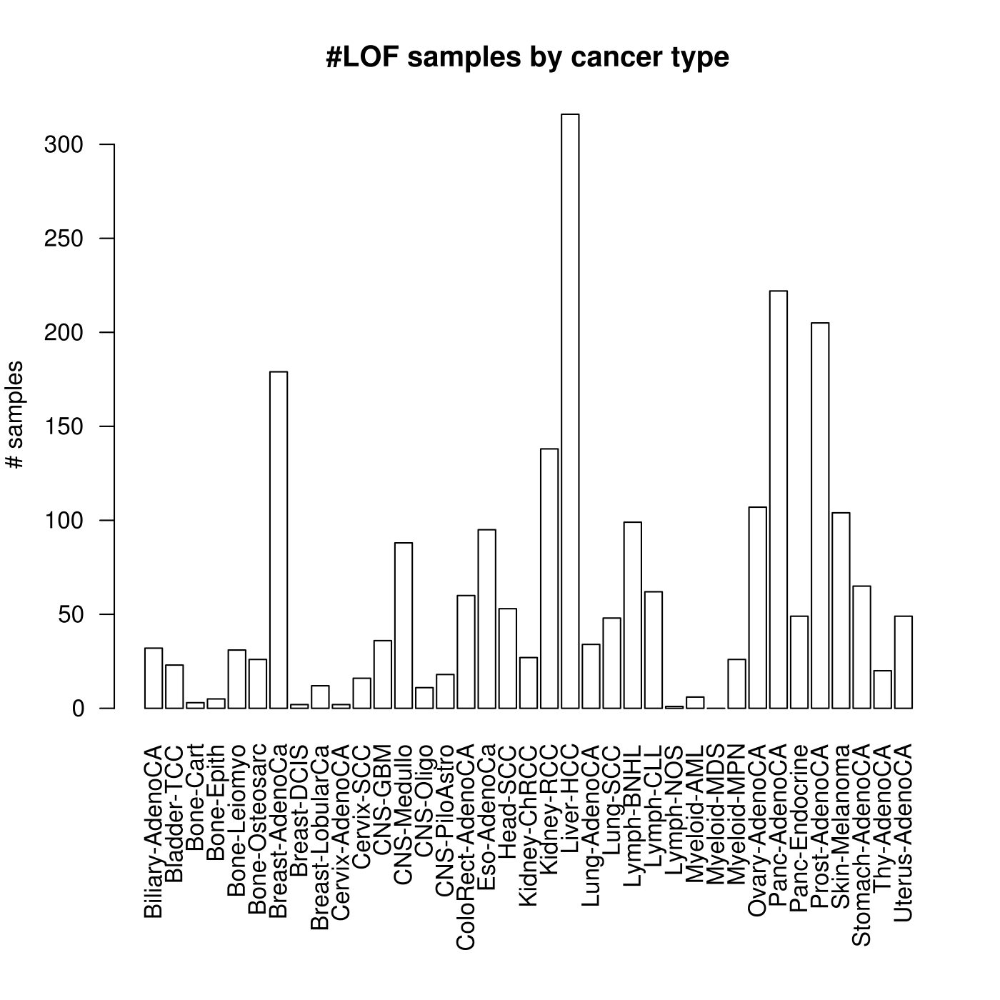 #LOF samples by cancer type
# samples
300
250
200
150
100
50
0
Biliary-AdenoCA
Bladder-TCC
Bone-Cart
Bone-Epith
Bone-Leiomyo
Bone-Osteosarc
Breast-AdenoCa
Breast-DCIS
Breast-LobularCa
Cervix-AdenoCA
Cervix-SCC
CNS-GBM
CNS-Medullo
CNS-Oligo
CNS-PiloAstro
ColoRect-AdenoCA
Eso-AdenoCa
Head-SCC
Kidney-ChRCC
Kidney-RCC
Liver-HCC
Lung-AdenoCA
Lung-SCC
Lymph-BNHL
Lymph-CLL
Lymph-NOS
Myeloid-AML
Myeloid-MDS
Myeloid-MPN
Ovary-AdenoCA
Panc-AdenoCA
Panc-Endocrine
Prost-AdenoCA
Skin-Melanoma
Stomach-AdenoCA
Thy-AdenoCA
Uterus-AdenoCA